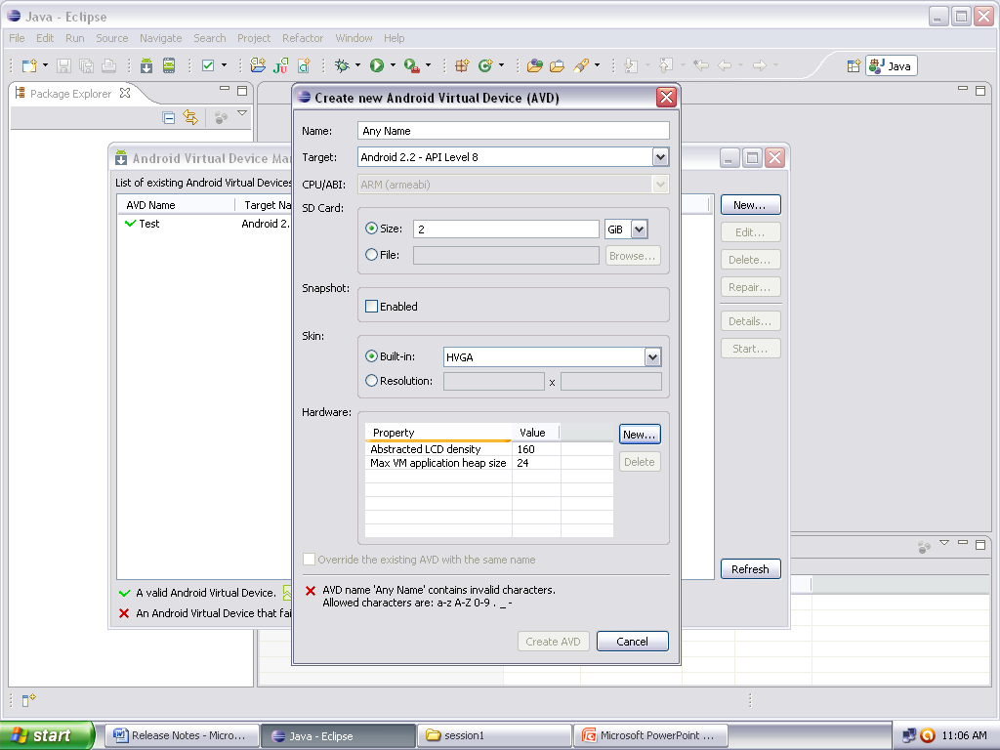 Java - Eclipse
File Edit Run Source Navigate Search Project Refactor Window Help
Java
Package Explorer
Create new Android Virtual Device (AVD)
Name: Any Name
Target: Android 2.2 - API Level 8
CPU/ABI: ARM (armeabi)
SD Card:
Size: 2 GiB
File: Browse...
Snapshot:
Enabled
Skin:
Built-in: HVGA
Resolution: x
Hardware:
Property Value
Abstracted LCD density 160
Max VM application heap size 24
New...
Delete
Override the existing AVD with the same name
AVD name 'Any Name' contains invalid characters.
Allowed characters are: a-z A-Z 0-9 . _ -
Create AVD Cancel
Android Virtual Device Mar
List of existing Android Virtual Devices
AVD Name Target Na
Test Android 2.
New...
Edit...
Delete...
Repair...
Details...
Start...
Refresh
A valid Android Virtual Device.
An Android Virtual Device that fai
start
Release Notes - Micro...
Java - Eclipse
session1
Microsoft PowerPoint ...
11:06 AM